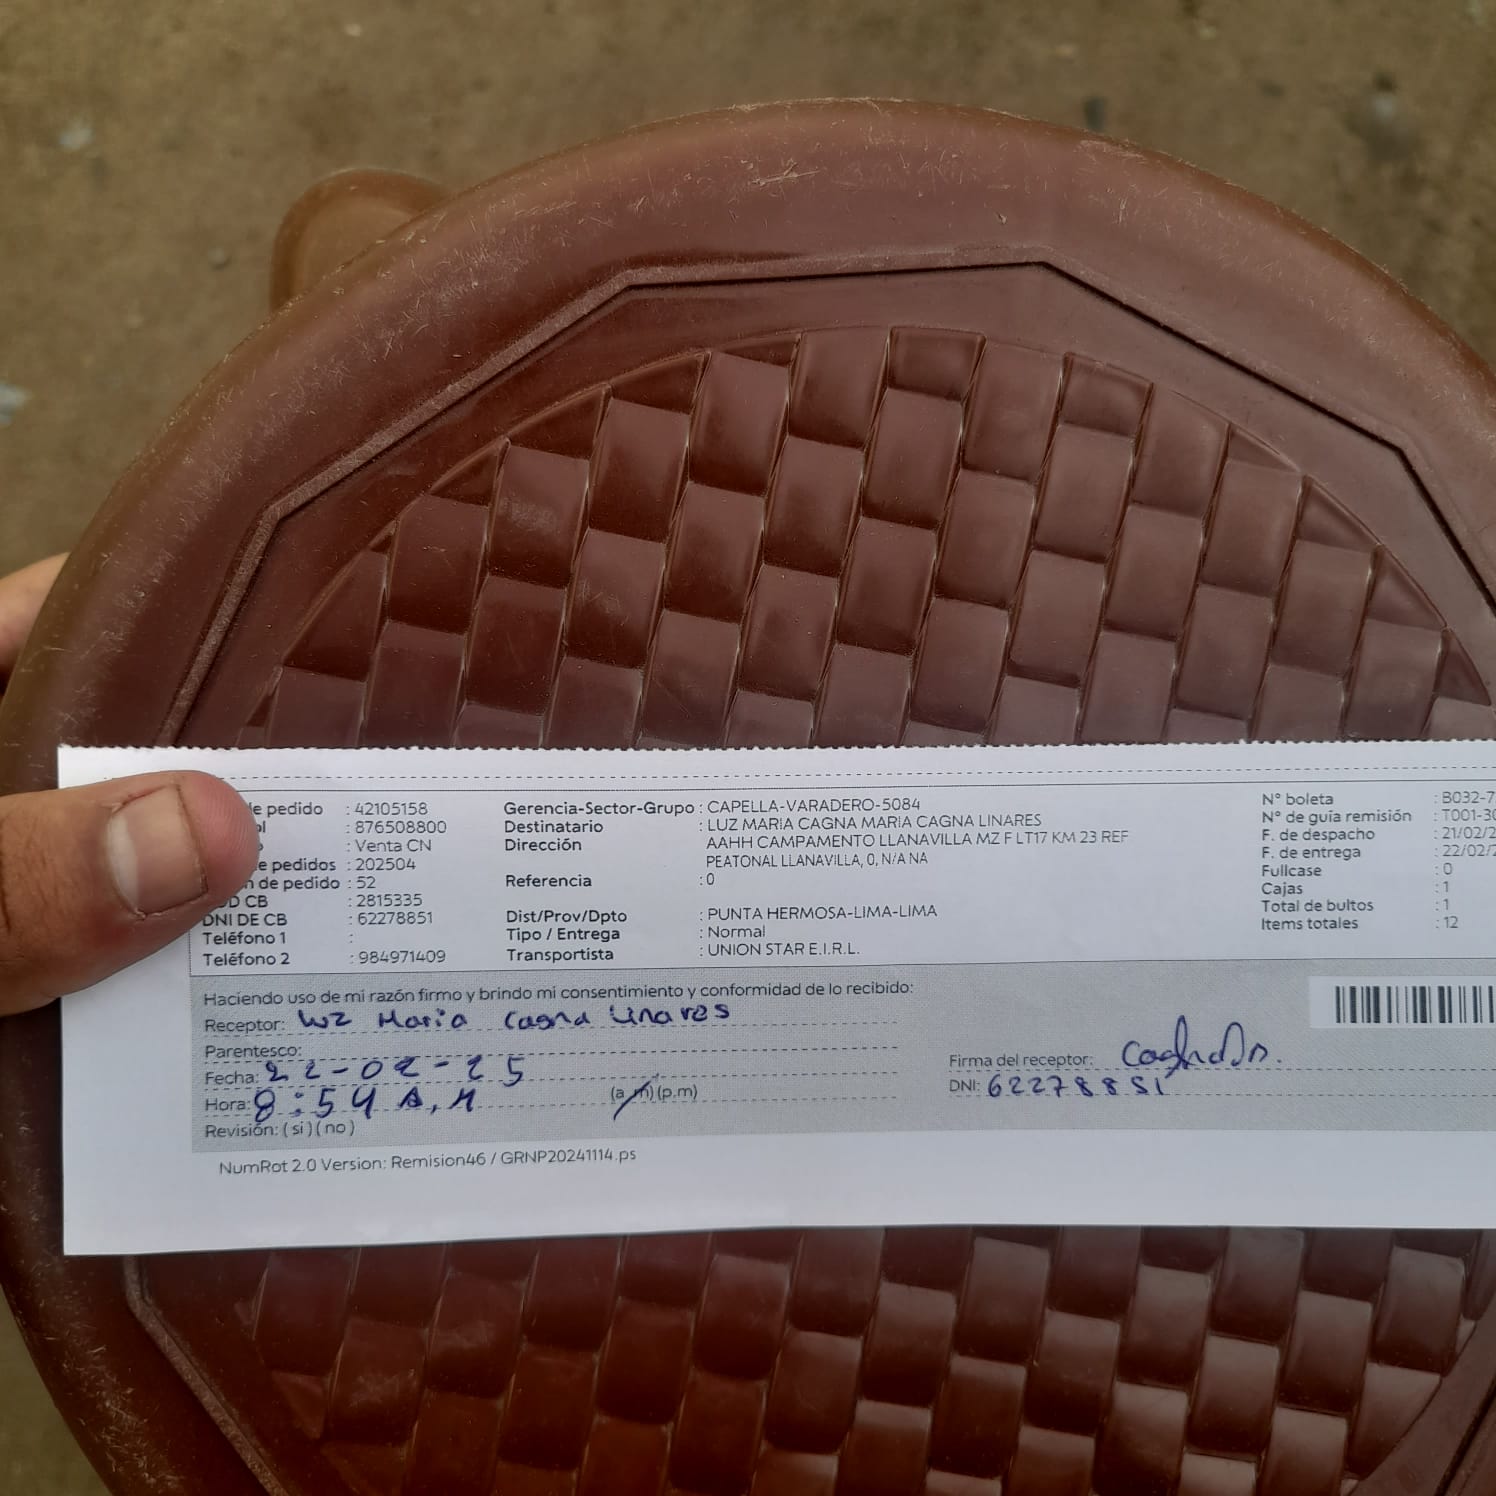 de pedido : 42105158
: 876508800
: Venta CN
de pedidos : 202504
de pedido : 52
COD CB : 2815335
DNI DE CB : 62278851
Teléfono 1 :
Teléfono 2 : 984971409
Gerencia-Sector-Grupo : CAPELLA-VARADERO-5084
Destinatario : LUZ MARIA CAGNA MARIA CAGNA LINARES
Dirección : AAHH CAMPAMENTO LLANAVILLA MZ F LT17 KM 23 REF
PEATONAL LLANAVILLA, 0, N/A NA
Referencia : 0
Dist/Prov/Dpto : PUNTA HERMOSA-LIMA-LIMA
Tipo / Entrega : Normal
Transportista : UNION STAR E.I.R.L.
N° boleta : B032-7
N° de guía remisión : T001-30
F. de despacho : 21/02/2
F. de entrega : 22/02/2
Fullcase : 0
Cajas : 1
Total de bultos : 1
Items totales : 12
Haciendo uso de mi razón firmo y brindo mi consentimiento y conformidad de lo recibido:
Receptor: Luz Maria Cagna Linares
Parentesco:
Fecha: 22-02-25
Hora: 8:54 A.M (a.m) (p.m)
Revisión: ( si ) ( no )
Firma del receptor:
DNI: 62278851
NumRot 2.0 Version: Remision46 / GRNP20241114.ps